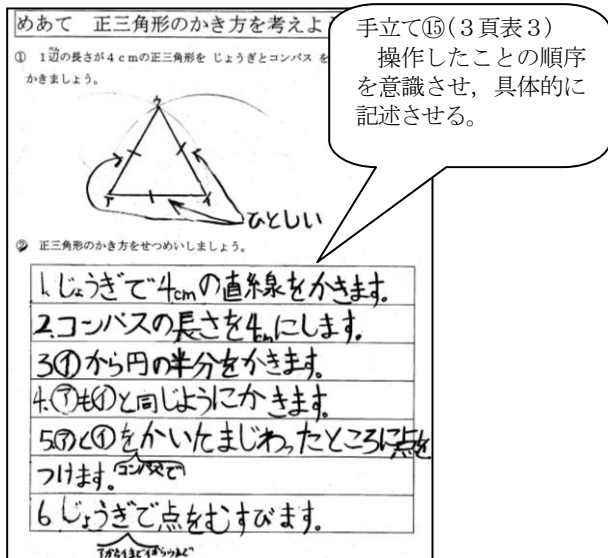 めあて　正三角形のかき方を考えよ
① 1辺の長さが4cmの正三角形を じょうぎとコンパス を
へん
かきましょう。
ウ
ア
イ
ひとしい
② 正三角形のかき方をせつめいしましょう。
1.じょうぎで4cmの直線をかきます。
2.コンパスの長さを4cmにします。
3㋑から円の半分をかきます。
4.㋐も㋑と同じようにかきます。
5㋐と㋑をかいたまじわったところに点を
つけます。コンパスで
6.じょうぎで点をむすびます。
手立て⑮(３頁表３)
操作したことの順序
を意識させ，具体的に
記述させる。